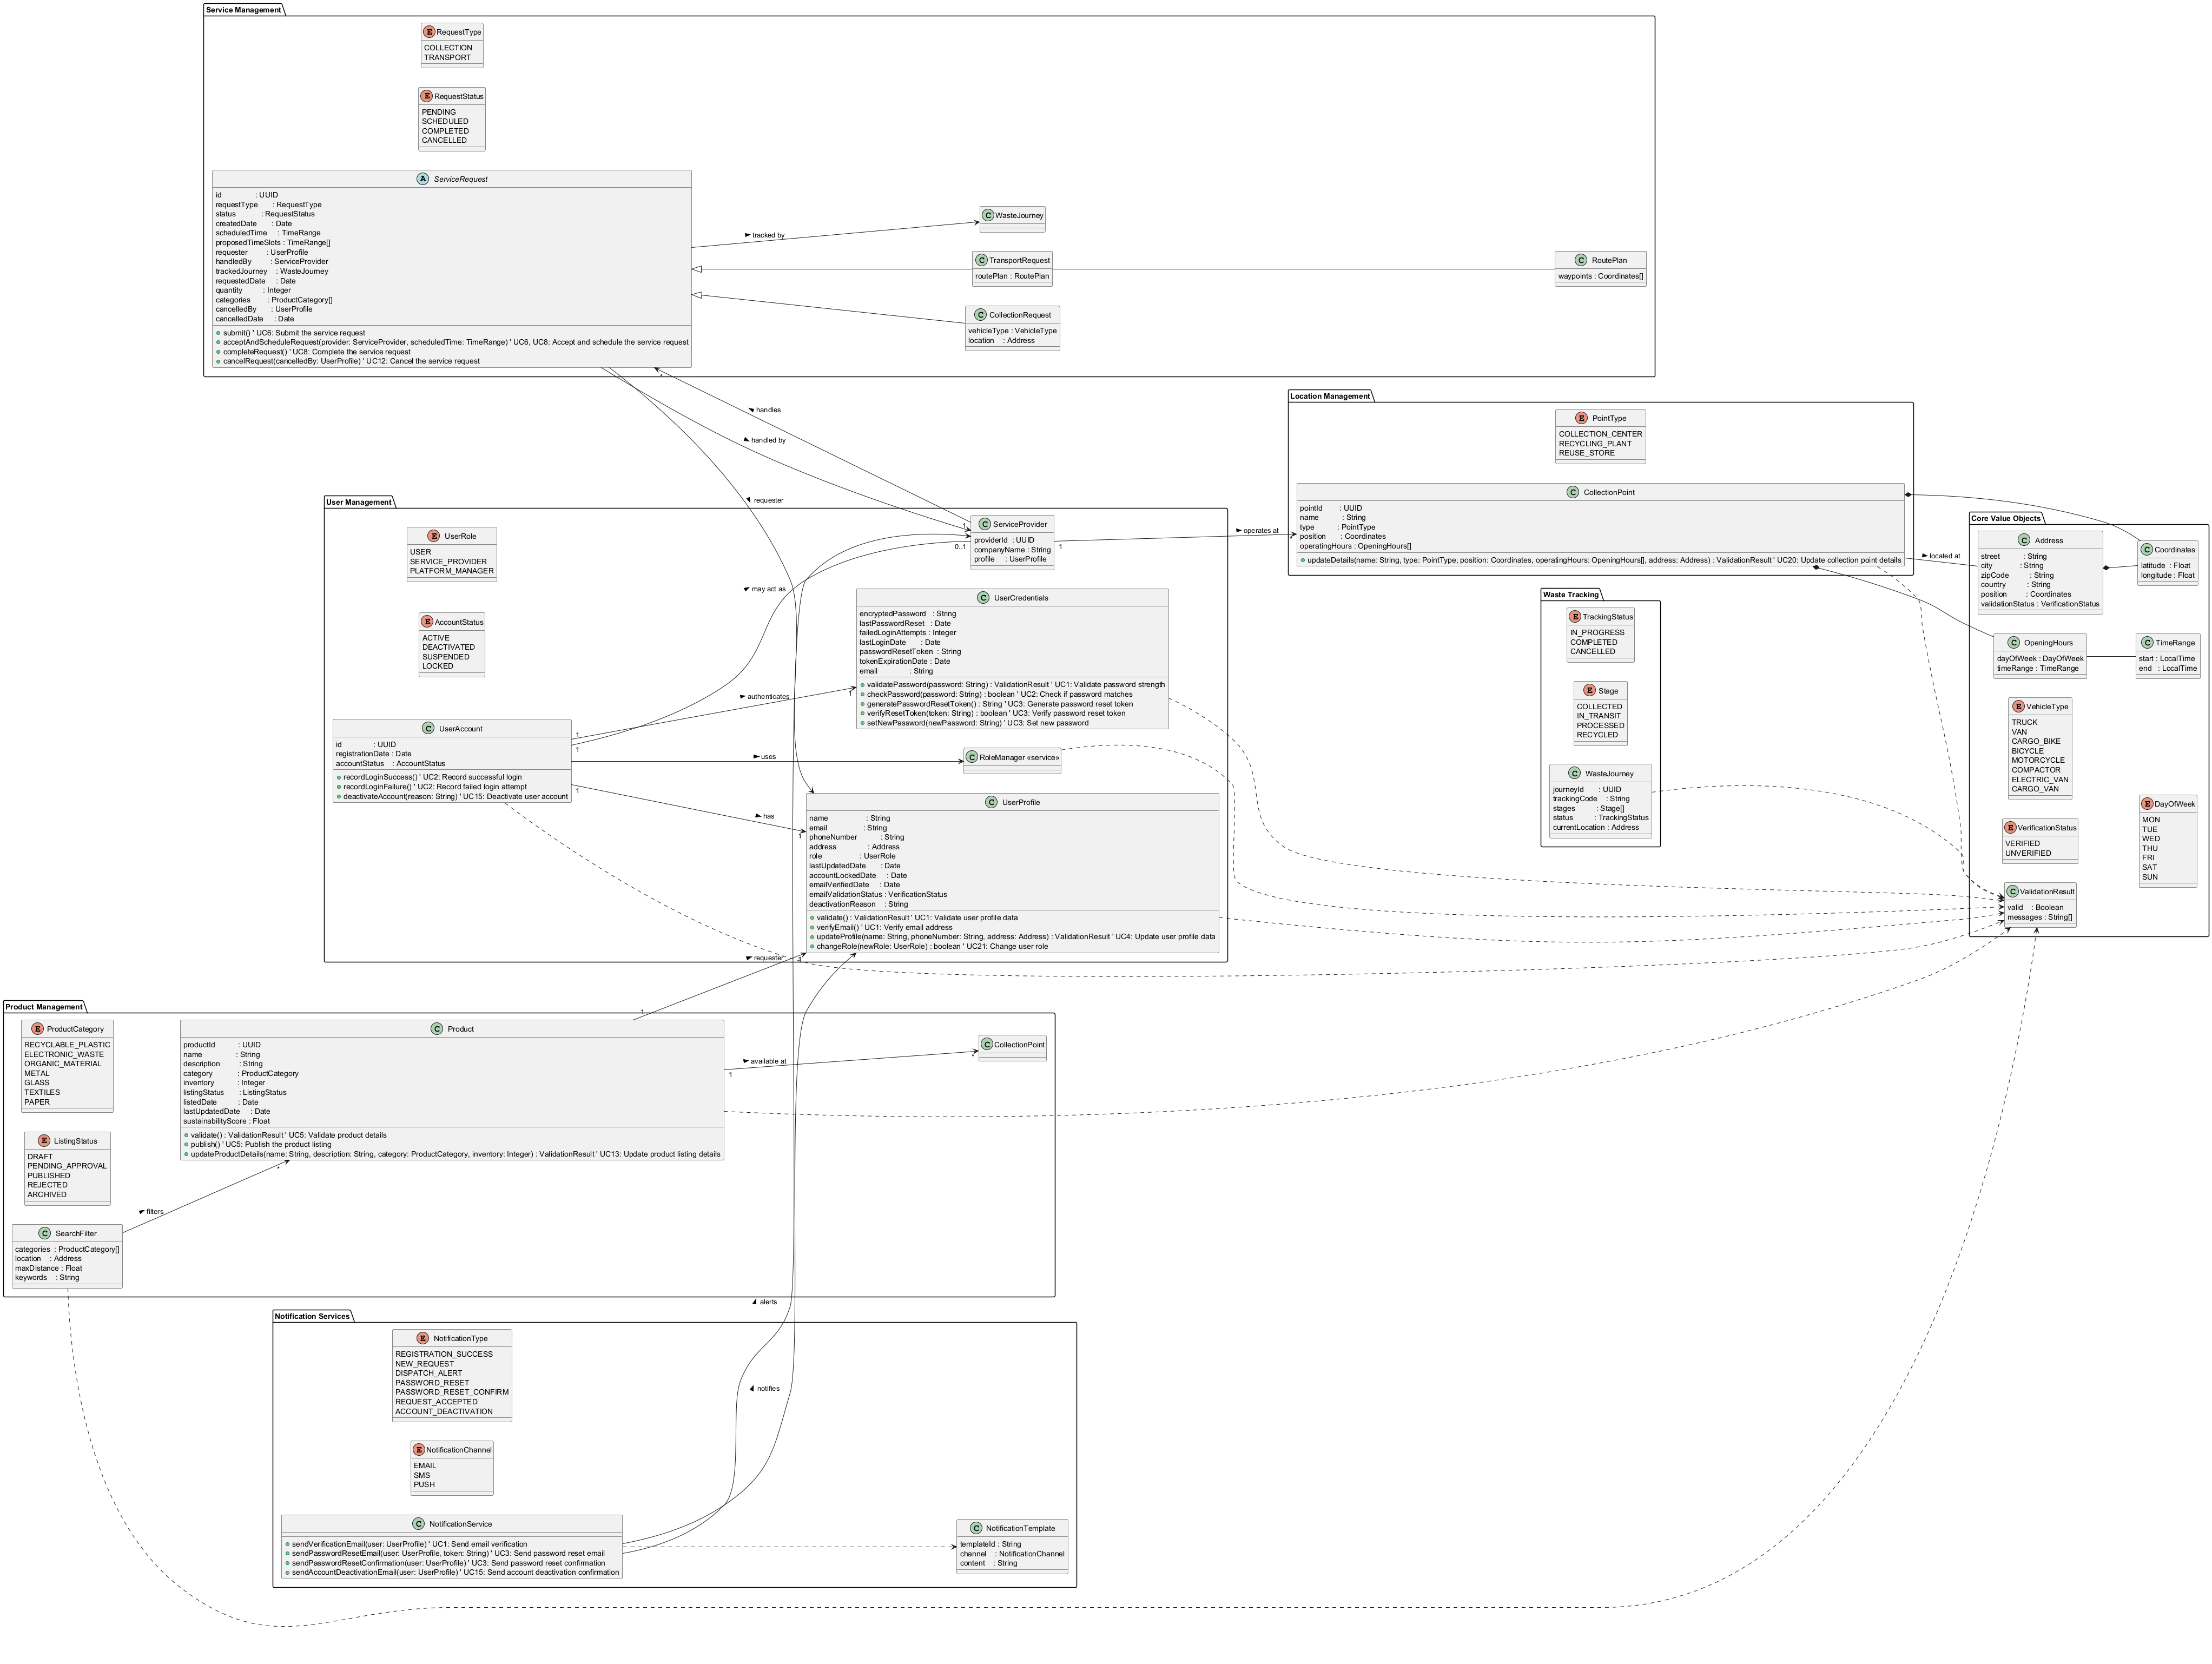 Service Management
E RequestType
COLLECTION
TRANSPORT
E RequestStatus
PENDING
SCHEDULED
COMPLETED
CANCELLED
A ServiceRequest
id : UUID
requestType : RequestType
status : RequestStatus
createdDate : Date
scheduledTime : TimeRange
proposedTimeSlots : TimeRange[]
requester : UserProfile
handledBy : ServiceProvider
trackedJourney : WasteJourney
requestedDate : Date
quantity : Integer
categories : ProductCategory[]
cancelledBy : UserProfile
cancelledDate : Date
submit() ' UC6: Submit the service request
acceptAndScheduleRequest(provider: ServiceProvider, scheduledTime: TimeRange) ' UC6, UC8: Accept and schedule the service request
completeRequest() ' UC8: Complete the service request
cancelRequest(cancelledBy: UserProfile) ' UC12: Cancel the service request
tracked by
C WasteJourney
C TransportRequest
routePlan : RoutePlan
C RoutePlan
waypoints : Coordinates[]
C CollectionRequest
vehicleType : VehicleType
location : Address
*
handles
handled by
requester
Location Management
E PointType
COLLECTION_CENTER
RECYCLING_PLANT
REUSE_STORE
C CollectionPoint
pointId : UUID
name : String
type : PointType
position : Coordinates
operatingHours : OpeningHours[]
updateDetails(name: String, type: PointType, position: Coordinates, operatingHours: OpeningHours[], address: Address) : ValidationResult ' UC20: Update collection point details
operates at
1
*
located at
User Management
E UserRole
USER
SERVICE_PROVIDER
PLATFORM_MANAGER
E AccountStatus
ACTIVE
DEACTIVATED
SUSPENDED
LOCKED
C UserAccount
id : UUID
registrationDate : Date
accountStatus : AccountStatus
recordLoginSuccess() ' UC2: Record successful login
recordLoginFailure() ' UC2: Record failed login attempt
deactivateAccount(reason: String) ' UC15: Deactivate user account
1
0..1
C ServiceProvider
providerId : UUID
companyName : String
profile : UserProfile
may act as
authenticates
1
1
1
uses
1
has
1
C UserCredentials
encryptedPassword : String
lastPasswordReset : Date
failedLoginAttempts : Integer
lastLoginDate : Date
passwordResetToken : String
tokenExpirationDate : Date
email : String
validatePassword(password: String) : ValidationResult ' UC1: Validate password strength
checkPassword(password: String) : boolean ' UC2: Check if password matches
generatePasswordResetToken() : String ' UC3: Generate password reset token
verifyResetToken(token: String) : boolean ' UC3: Verify password reset token
setNewPassword(newPassword: String) ' UC3: Set new password
C RoleManager «service»
C UserProfile
name : String
email : String
phoneNumber : String
address : Address
role : UserRole
lastUpdatedDate : Date
accountLockedDate : Date
emailVerifiedDate : Date
emailValidationStatus : VerificationStatus
deactivationReason : String
validate() : ValidationResult ' UC1: Validate user profile data
verifyEmail() ' UC1: Verify email address
updateProfile(name: String, phoneNumber: String, address: Address) : ValidationResult ' UC4: Update user profile data
changeRole(newRole: UserRole) : boolean ' UC21: Change user role
requester
1
1
Waste Tracking
E TrackingStatus
IN_PROGRESS
COMPLETED
CANCELLED
E Stage
COLLECTED
IN_TRANSIT
PROCESSED
RECYCLED
C WasteJourney
journeyId : UUID
trackingCode : String
stages : Stage[]
status : TrackingStatus
currentLocation : Address
Core Value Objects
C Address
street : String
city : String
zipCode : String
country : String
position : Coordinates
validationStatus : VerificationStatus
C Coordinates
latitude : Float
longitude : Float
C OpeningHours
dayOfWeek : DayOfWeek
timeRange : TimeRange
C TimeRange
start : LocalTime
end : LocalTime
E VehicleType
TRUCK
VAN
CARGO_BIKE
BICYCLE
MOTORCYCLE
COMPACTOR
ELECTRIC_VAN
CARGO_VAN
E VerificationStatus
VERIFIED
UNVERIFIED
E DayOfWeek
MON
TUE
WED
THU
FRI
SAT
SUN
C ValidationResult
valid : Boolean
messages : String[]
Product Management
E ProductCategory
RECYCLABLE_PLASTIC
ELECTRONIC_WASTE
ORGANIC_MATERIAL
METAL
GLASS
TEXTILES
PAPER
E ListingStatus
DRAFT
PENDING_APPROVAL
PUBLISHED
REJECTED
ARCHIVED
C SearchFilter
categories : ProductCategory[]
location : Address
maxDistance : Float
keywords : String
filters
*
C Product
productId : UUID
name : String
description : String
category : ProductCategory
inventory : Integer
listingStatus : ListingStatus
listedDate : Date
lastUpdatedDate : Date
sustainabilityScore : Float
validate() : ValidationResult ' UC5: Validate product details
publish() ' UC5: Publish the product listing
updateProductDetails(name: String, description: String, category: ProductCategory, inventory: Integer) : ValidationResult ' UC13: Update product listing details
available at
1
*
C CollectionPoint
Notification Services
alerts
notifies
E NotificationType
REGISTRATION_SUCCESS
NEW_REQUEST
DISPATCH_ALERT
PASSWORD_RESET
PASSWORD_RESET_CONFIRM
REQUEST_ACCEPTED
ACCOUNT_DEACTIVATION
E NotificationChannel
EMAIL
SMS
PUSH
C NotificationService
sendVerificationEmail(user: UserProfile) ' UC1: Send email verification
sendPasswordResetEmail(user: UserProfile, token: String) ' UC3: Send password reset email
sendPasswordResetConfirmation(user: UserProfile) ' UC3: Send password reset confirmation
sendAccountDeactivationEmail(user: UserProfile) ' UC15: Send account deactivation confirmation
C NotificationTemplate
templateId : String
channel : NotificationChannel
content : String